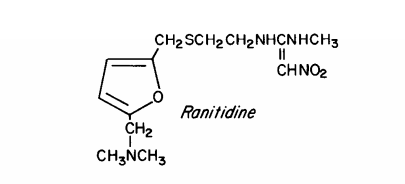 CH2SCH2CH2NHCNHCH3
||
CHNO2
O
Ranitidine
CH2
CH3NCH3